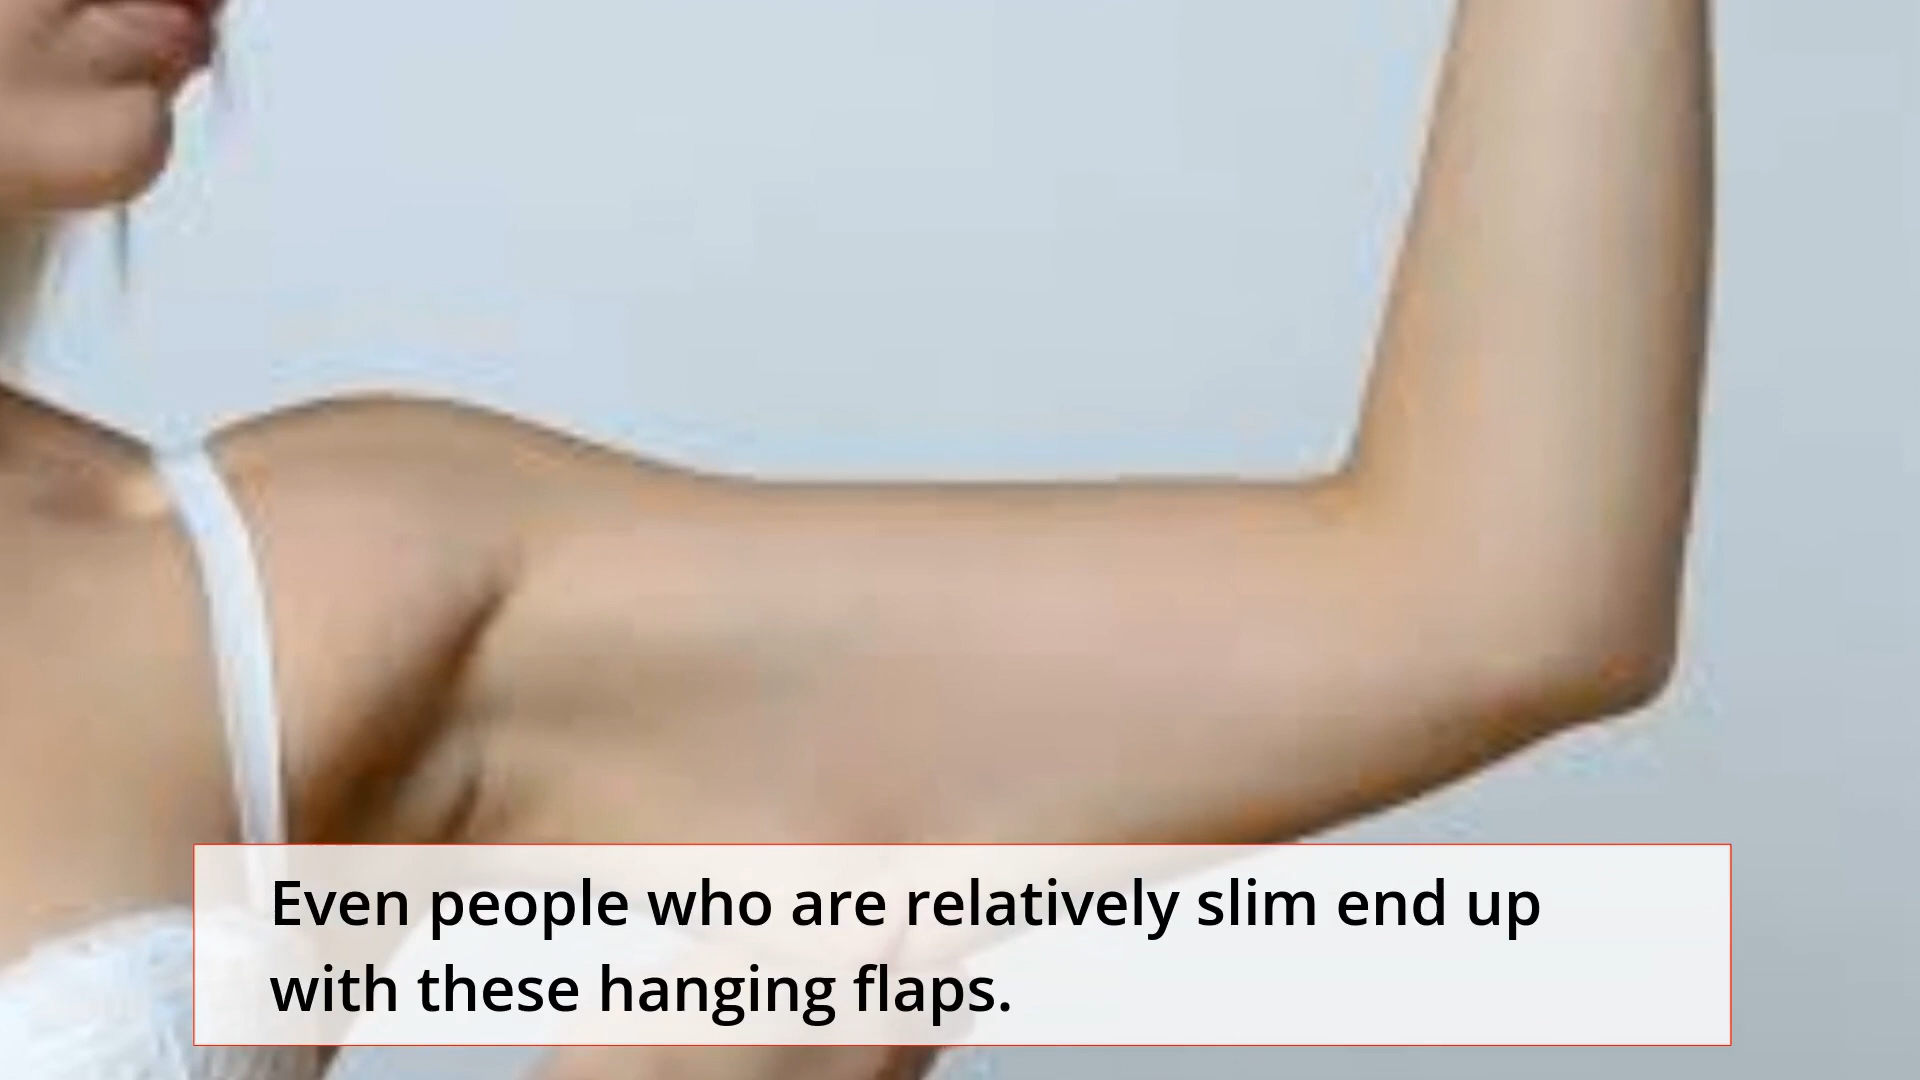 Even people who are relatively slim end up
with these hanging flaps.